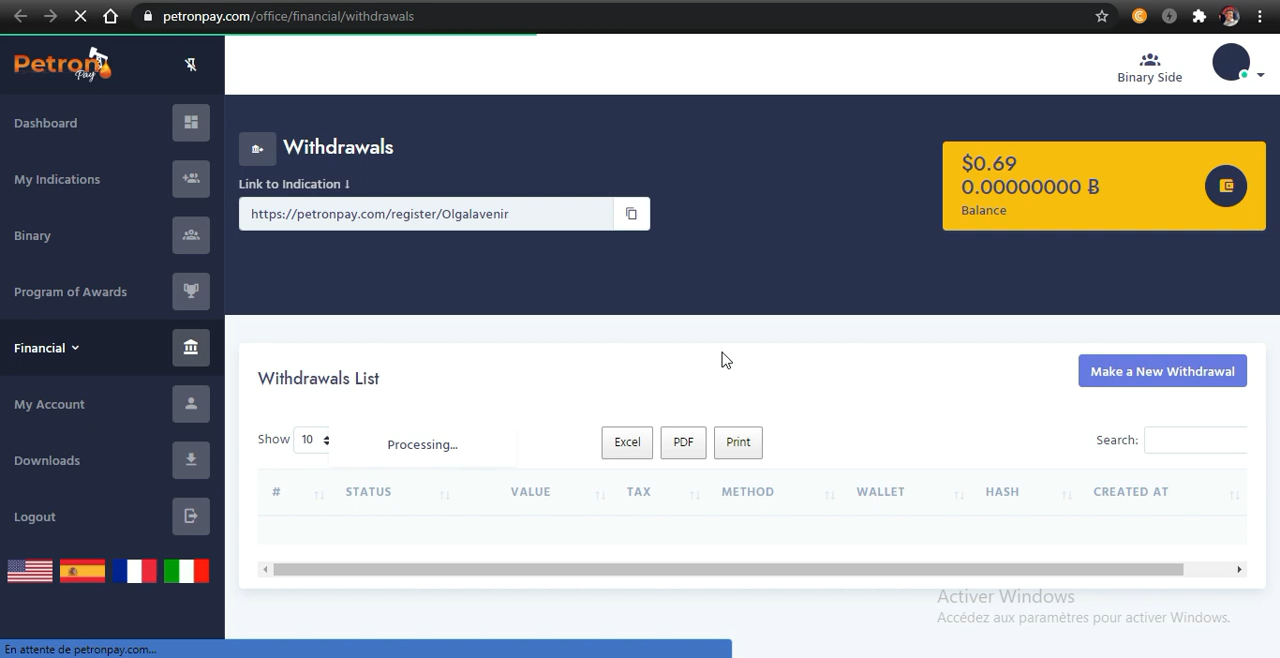 petronpay.com/office/financial/withdrawals
Petron
Pay
Binary Side
Dashboard
My Indications
Binary
Program of Awards
Financial
My Account
Downloads
Logout
Withdrawals
Link to Indication
https://petronpay.com/register/Olgalavenir
$0.69
0.00000000 Ƀ
Balance
Withdrawals List
Make a New Withdrawal
Show 10
Processing...
Excel PDF Print
Search:
# STATUS VALUE TAX METHOD WALLET HASH CREATED AT
Activer Windows
Accédez aux paramètres pour activer Windows.
En attente de petronpay.com...